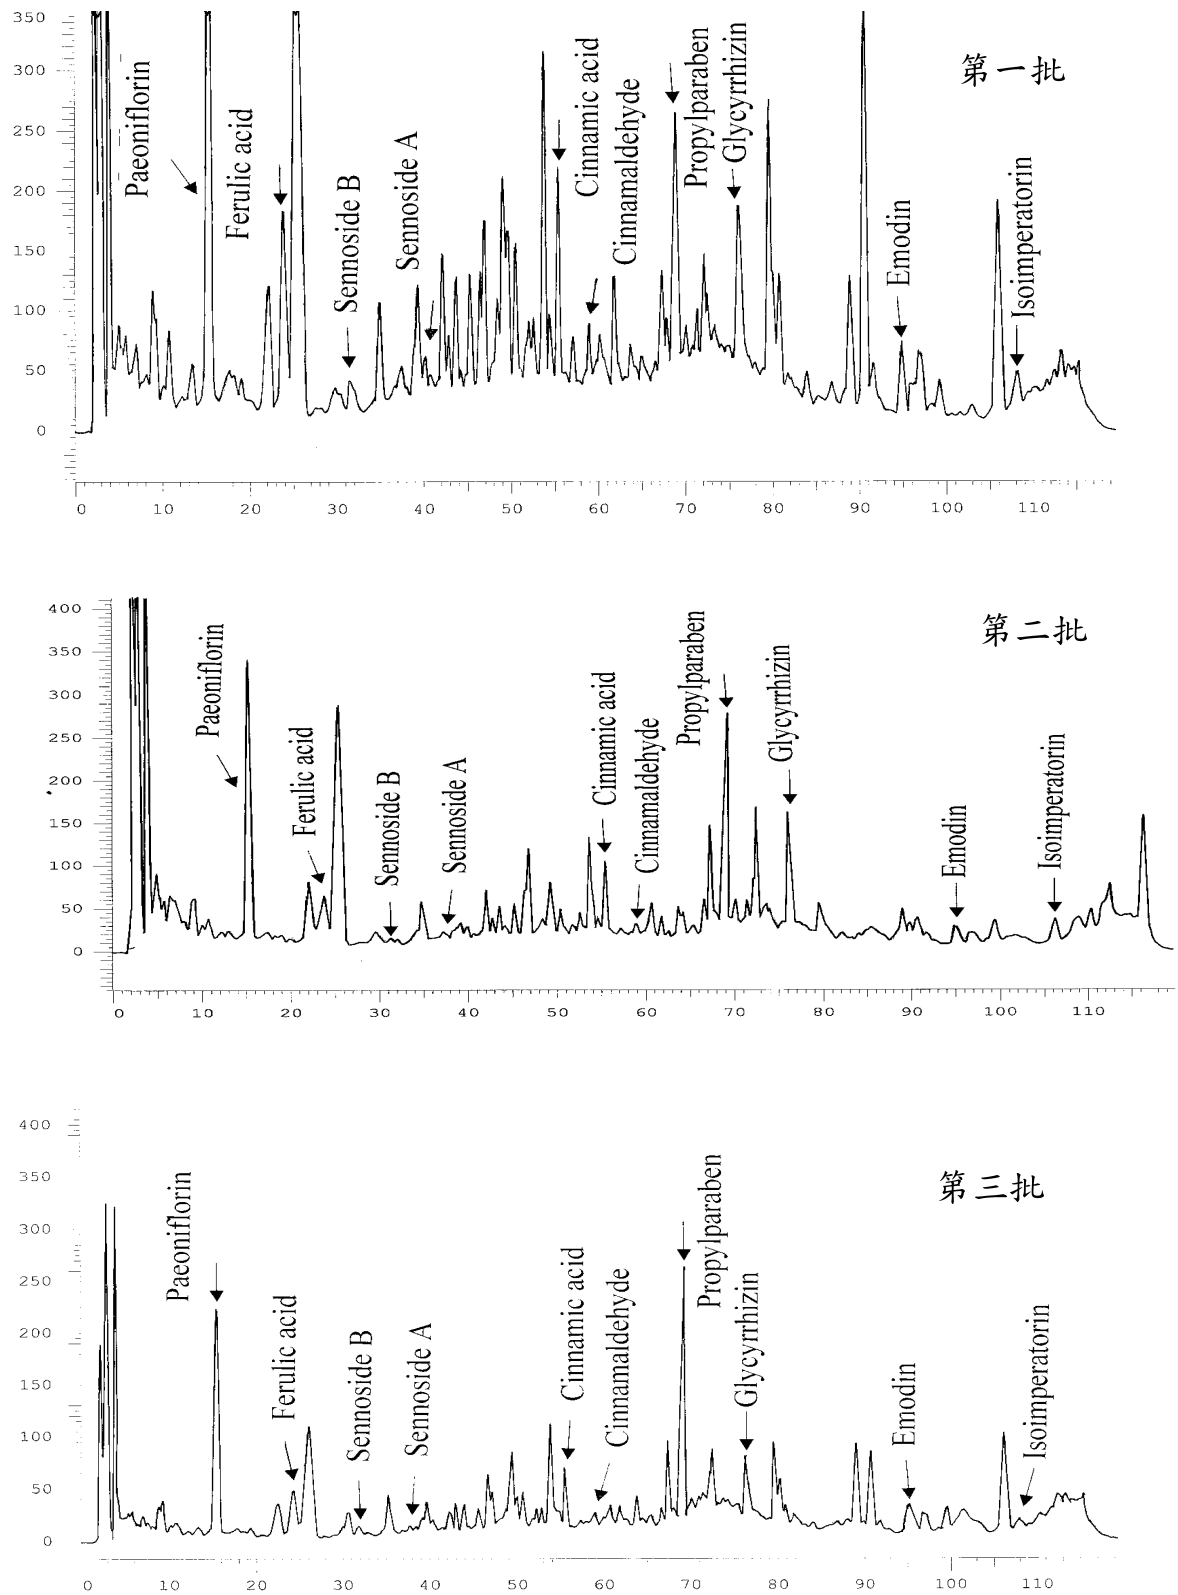 第一批
350
300
250
200
150
100
50
0
Paeoniflorin
Ferulic acid
Sennoside B
Sennoside A
Cinnamic acid
Cinnamaldehyde
Propylparaben
Glycyrrhizin
Emodin
Isoimperatorin
0 10 20 30 40 50 60 70 80 90 100 110
第二批
400
350
300
250
200
150
100
50
0
Paeoniflorin
Ferulic acid
Sennoside B
Sennoside A
Cinnamic acid
Cinnamaldehyde
Propylparaben
Glycyrrhizin
Emodin
Isoimperatorin
0 10 20 30 40 50 60 70 80 90 100 110
第三批
400
350
300
250
200
150
100
50
0
Paeoniflorin
Ferulic acid
Sennoside B
Sennoside A
Cinnamic acid
Cinnamaldehyde
Propylparaben
Glycyrrhizin
Emodin
Isoimperatorin
0 10 20 30 40 50 60 70 80 90 100 110